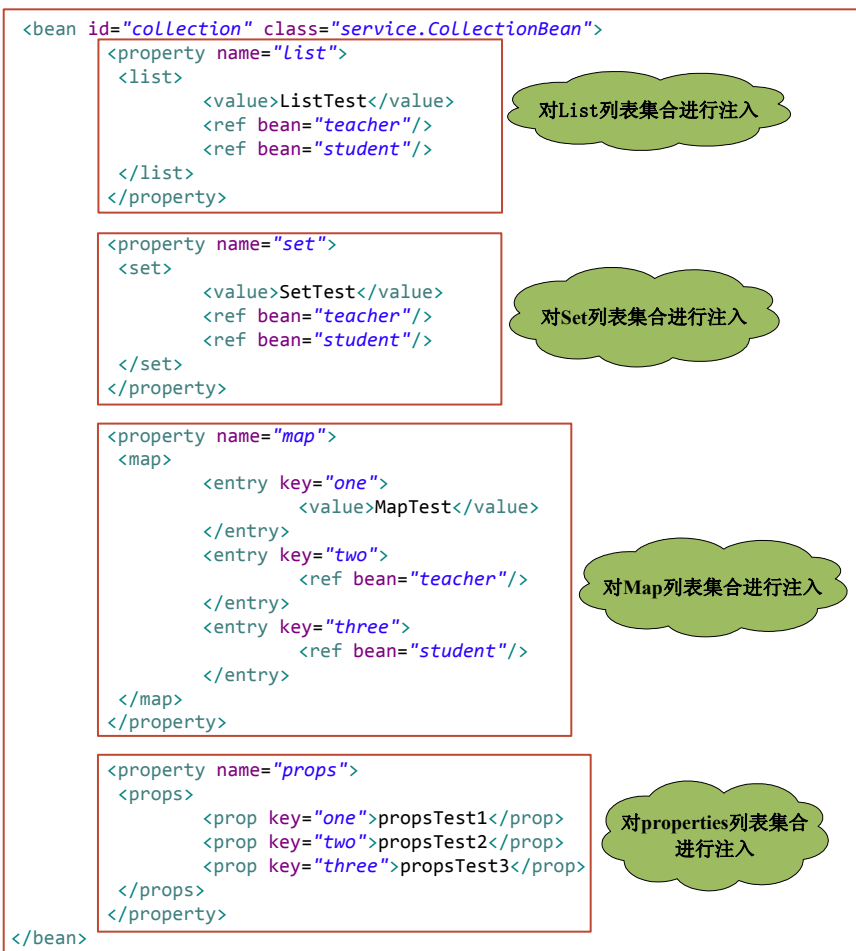 <bean id="collection" class="service.CollectionBean">
<property name="list">
<list>
<value>ListTest</value>
<ref bean="teacher"/>
<ref bean="student"/>
</list>
</property>
对List列表集合进行注入
<property name="set">
<set>
<value>SetTest</value>
<ref bean="teacher"/>
<ref bean="student"/>
</set>
</property>
对Set列表集合进行注入
<property name="map">
<map>
<entry key="one">
<value>MapTest</value>
</entry>
<entry key="two">
<ref bean="teacher"/>
</entry>
<entry key="three">
<ref bean="student"/>
</entry>
</map>
</property>
对Map列表集合进行注入
<property name="props">
<props>
<prop key="one">propsTest1</prop>
<prop key="two">propsTest2</prop>
<prop key="three">propsTest3</prop>
</props>
</property>
对properties列表集合
进行注入
</bean>